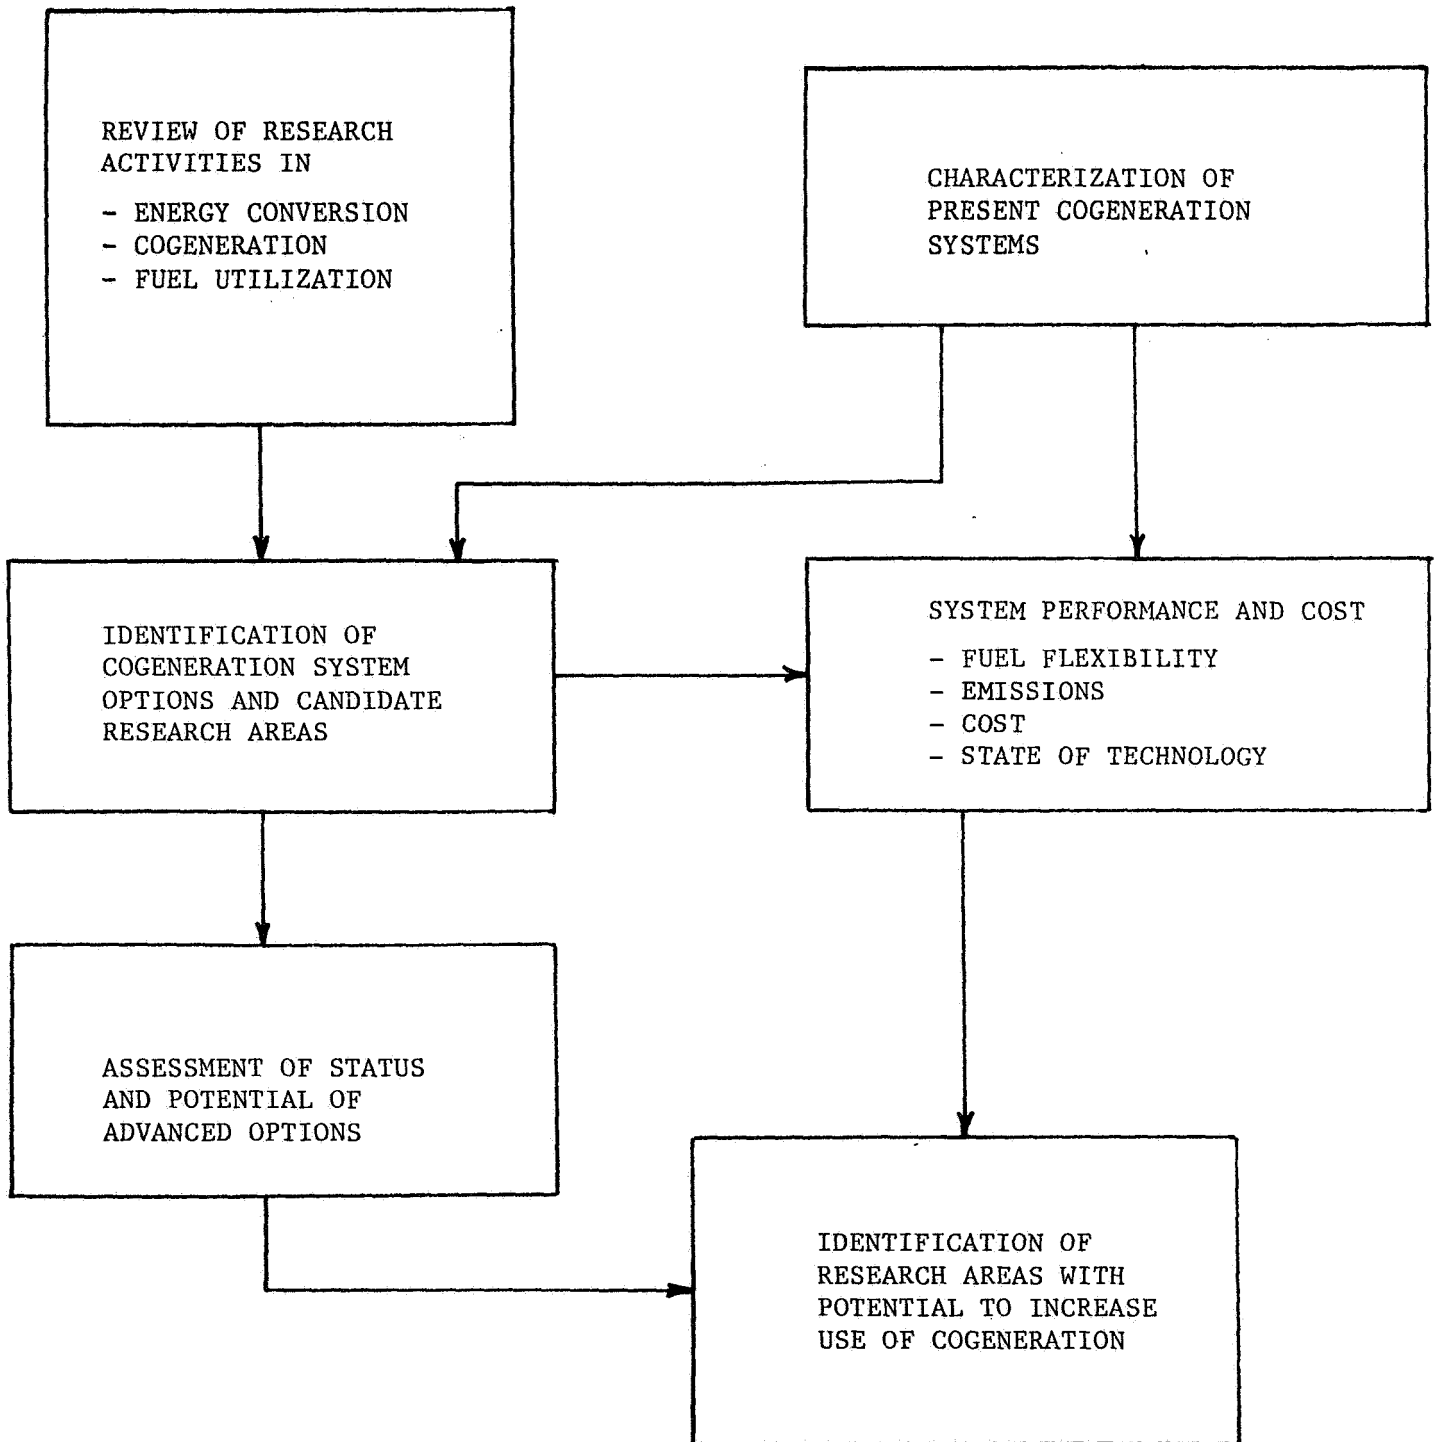 REVIEW OF RESEARCH
ACTIVITIES IN
- ENERGY CONVERSION
- COGENERATION
- FUEL UTILIZATION
CHARACTERIZATION OF
PRESENT COGENERATION
SYSTEMS
IDENTIFICATION OF
COGENERATION SYSTEM
OPTIONS AND CANDIDATE
RESEARCH AREAS
SYSTEM PERFORMANCE AND COST
- FUEL FLEXIBILITY
- EMISSIONS
- COST
- STATE OF TECHNOLOGY
ASSESSMENT OF STATUS
AND POTENTIAL OF
ADVANCED OPTIONS
IDENTIFICATION OF
RESEARCH AREAS WITH
POTENTIAL TO INCREASE
USE OF COGENERATION